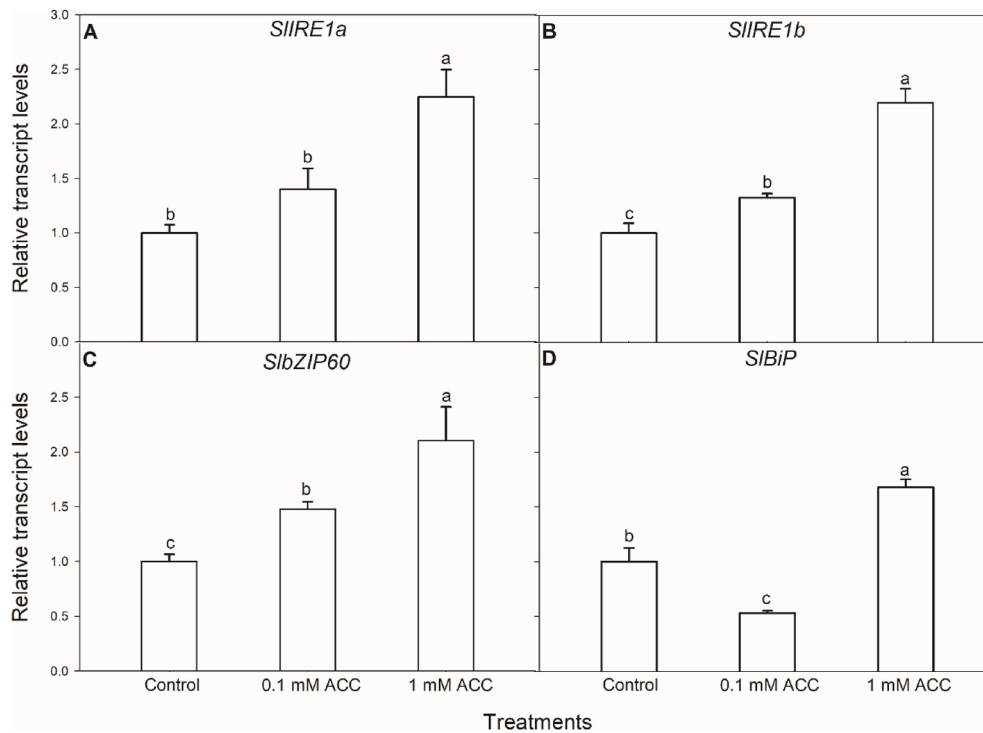 A
SlIRE1a
B
SlIRE1b
3.0
2.5
2.0
1.5
1.0
0.5
0.0
Relative transcript levels
b
b
a
c
b
a
C
SlbZIP60
D
SlBiP
2.5
2.0
1.5
1.0
0.5
0.0
Relative transcript levels
c
b
a
b
c
a
Control
0.1 mM ACC
1 mM ACC
Control
0.1 mM ACC
1 mM ACC
Treatments